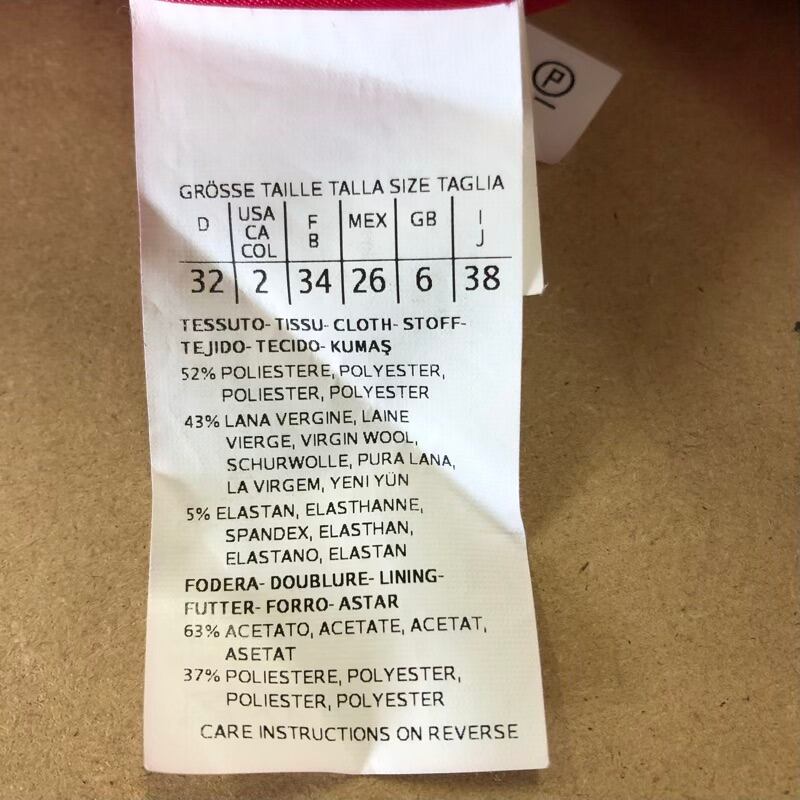 P
GRÖSSE TAILLE TALLA SIZE TAGLIA
D USA CA COL F B MEX GB I J
32 2 34 26 6 38
TESSUTO- TISSU- CLOTH- STOFF-
TEJIDO- TECIDO- KUMAŞ
52% POLIESTERE, POLYESTER,
POLIESTER, POLYESTER
43% LANA VERGINE, LAINE
VIERGE, VIRGIN WOOL,
SCHURWOLLE, PURA LANA,
LA VIRGEM, YENI YÜN
5% ELASTAN, ELASTHANNE,
SPANDEX, ELASTHAN,
ELASTANO, ELASTAN
FODERA- DOUBLURE- LINING-
FUTTER- FORRO- ASTAR
63% ACETATO, ACETATE, ACETAT,
ASETAT
37% POLIESTERE, POLYESTER,
POLIESTER, POLYESTER
CARE INSTRUCTIONS ON REVERSE